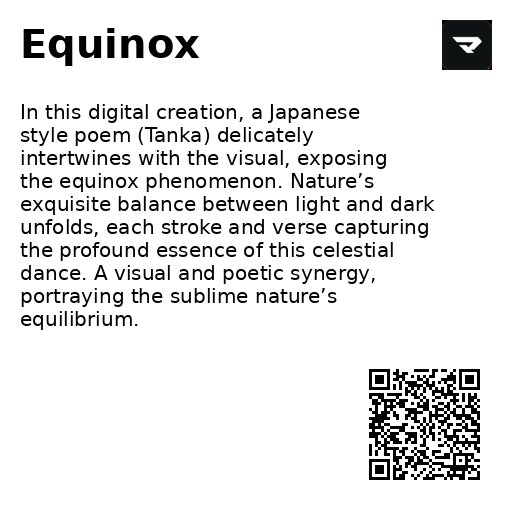 Equinox
In this digital creation, a Japanese
style poem (Tanka) delicately
intertwines with the visual, exposing
the equinox phenomenon. Nature’s
exquisite balance between light and dark
unfolds, each stroke and verse capturing
the profound essence of this celestial
dance. A visual and poetic synergy,
portraying the sublime nature’s
equilibrium.